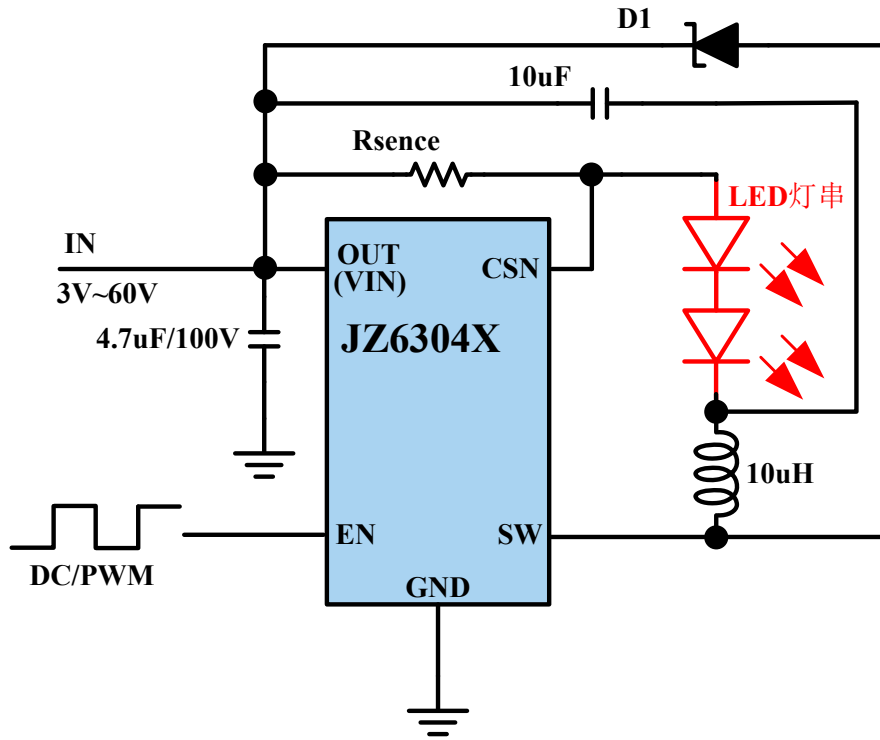 D1
10uF
Rsence
LED灯串
IN
OUT
(VIN)
CSN
3V~60V
4.7uF/100V
JZ6304X
10uH
EN
SW
DC/PWM
GND